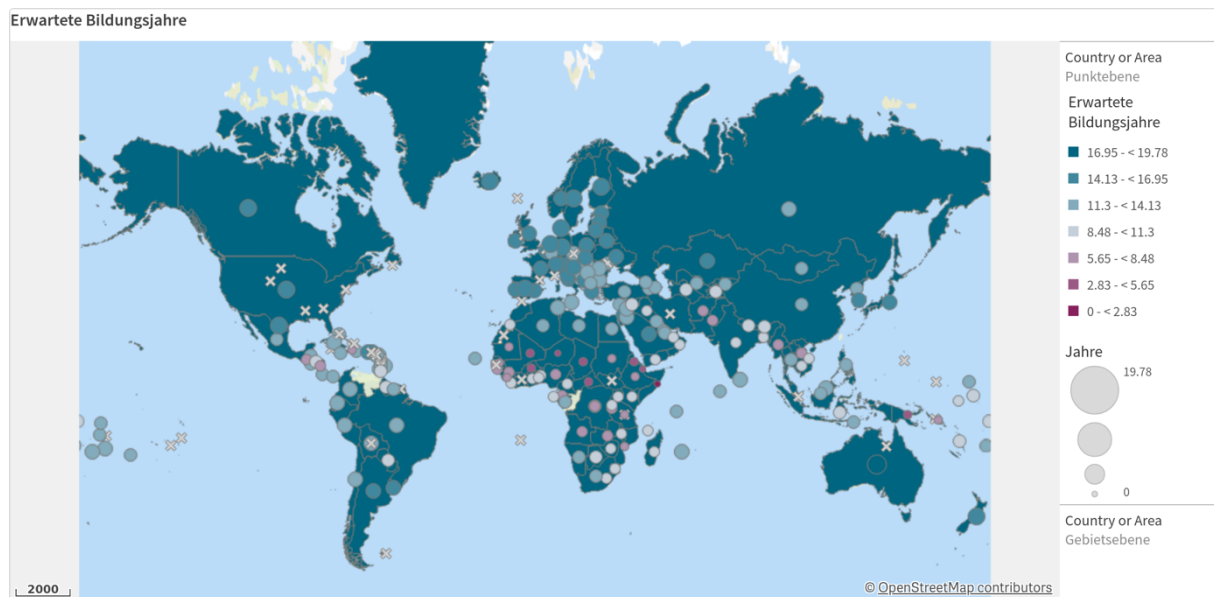 Erwartete Bildungsjahre
Country or Area
Punktebene
Erwartete
Bildungsjahre
16.95 - < 19.78
14.13 - < 16.95
11.3 - < 14.13
8.48 - < 11.3
5.65 - < 8.48
2.83 - < 5.65
0 - < 2.83
Jahre
19.78
0
Country or Area
Gebietsebene
2000
© OpenStreetMap contributors